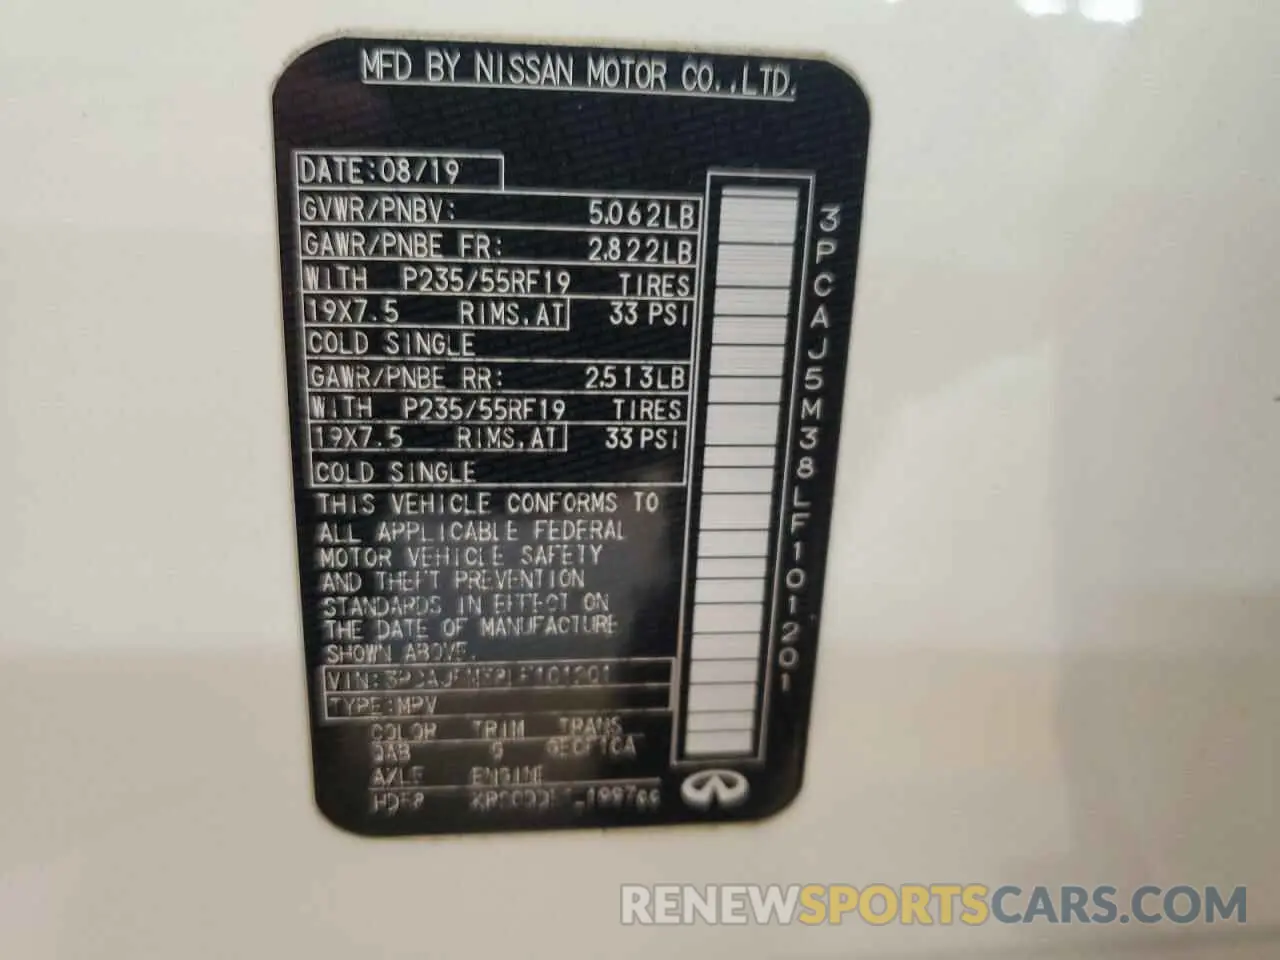 MFD BY NISSAN MOTOR CO.,LTD.
DATE:08/19
GVWR/PNBV: 5,062LB
GAWR/PNBE FR: 2,822LB
WITH P235/55RF19 TIRES
19X7.5 RIMS,AT 33 PSI
COLD SINGLE
GAWR/PNBE RR: 2,513LB
WITH P235/55RF19 TIRES
19X7.5 RIMS,AT 33 PSI
COLD SINGLE
THIS VEHICLE CONFORMS TO
ALL APPLICABLE FEDERAL
MOTOR VEHICLE SAFETY
AND THEFT PREVENTION
STANDARDS IN EFFECT ON
THE DATE OF MANUFACTURE
SHOWN ABOVE.
VIN:3PCAJ5M38LF101201
TYPE:MPV
COLOR TRIM TRANS
G
AXLE ENGINE
1997cc
3PCAJ5M38LF101201
RENEWSPORTSCARS.COM